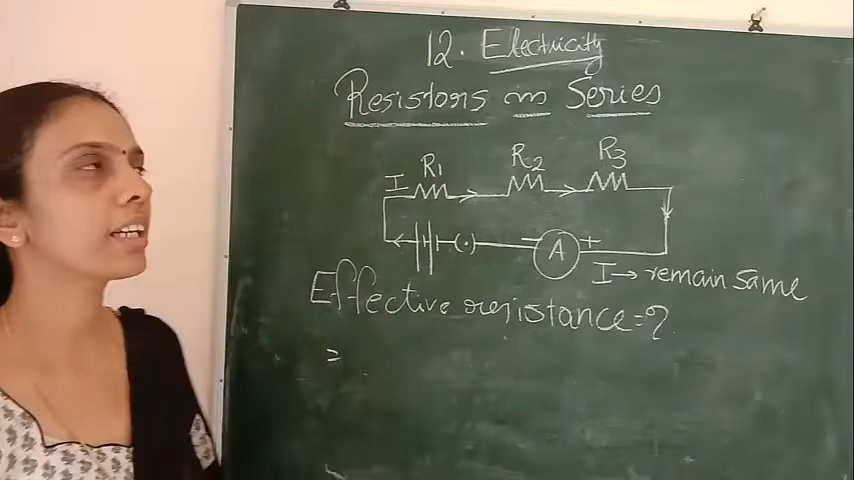 12. Electricity
Resistors in Series
I R1 R2 R3
(.) - A +
I → remain same
Effective resistance=?
=